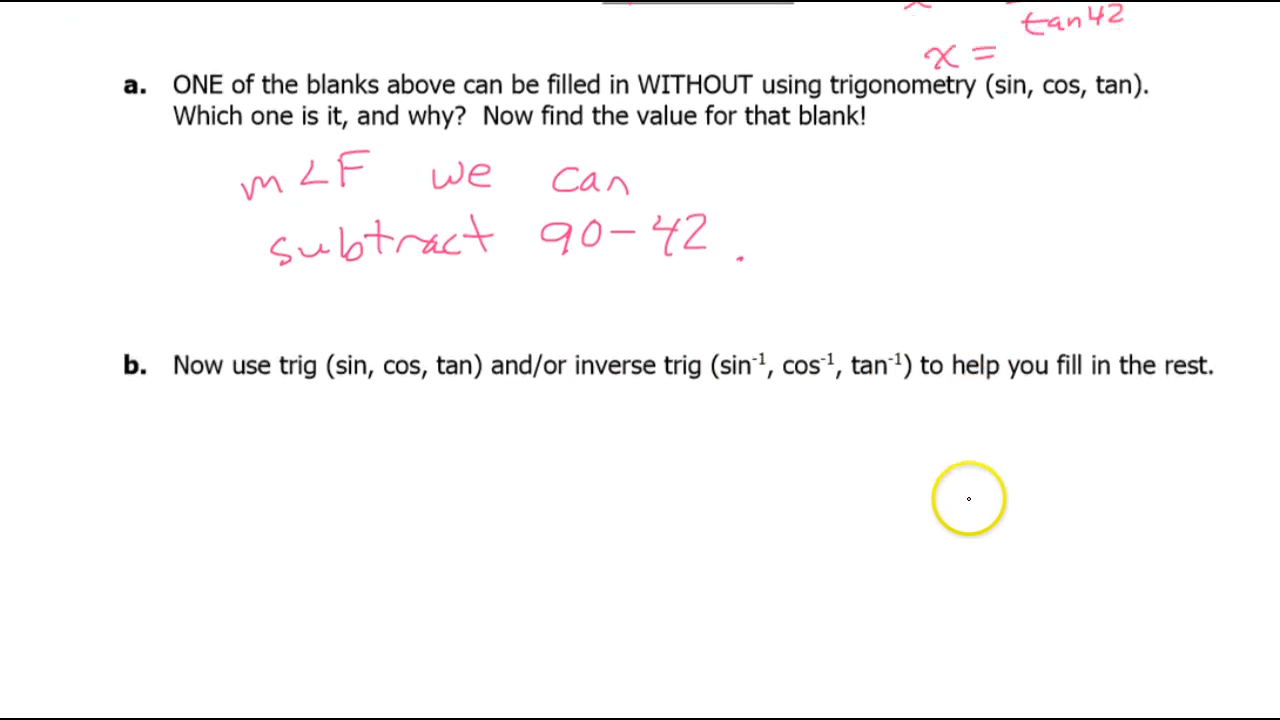 tan 42
x =
a. ONE of the blanks above can be filled in WITHOUT using trigonometry (sin, cos, tan).
Which one is it, and why? Now find the value for that blank!
m∠F we can
subtract 90-42.
b. Now use trig (sin, cos, tan) and/or inverse trig (sin⁻¹, cos⁻¹, tan⁻¹) to help you fill in the rest.